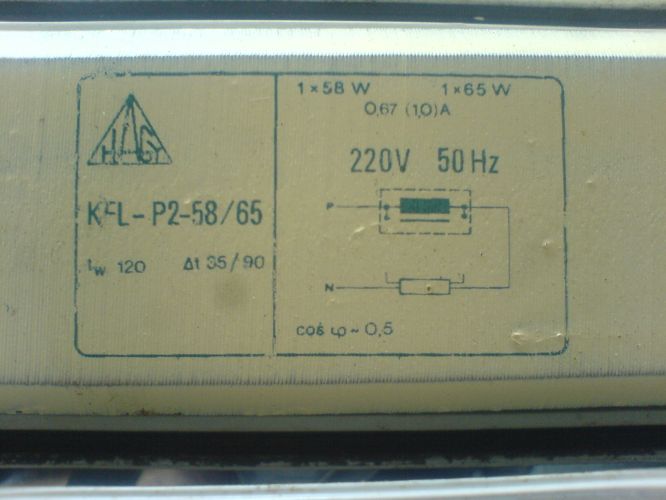 KFL-P2-58/65
tw 120 Δt 35/90
1×58 W 1×65 W
0,67 (1,0)A
220V 50 Hz
P
N
cos φ ~ 0,5